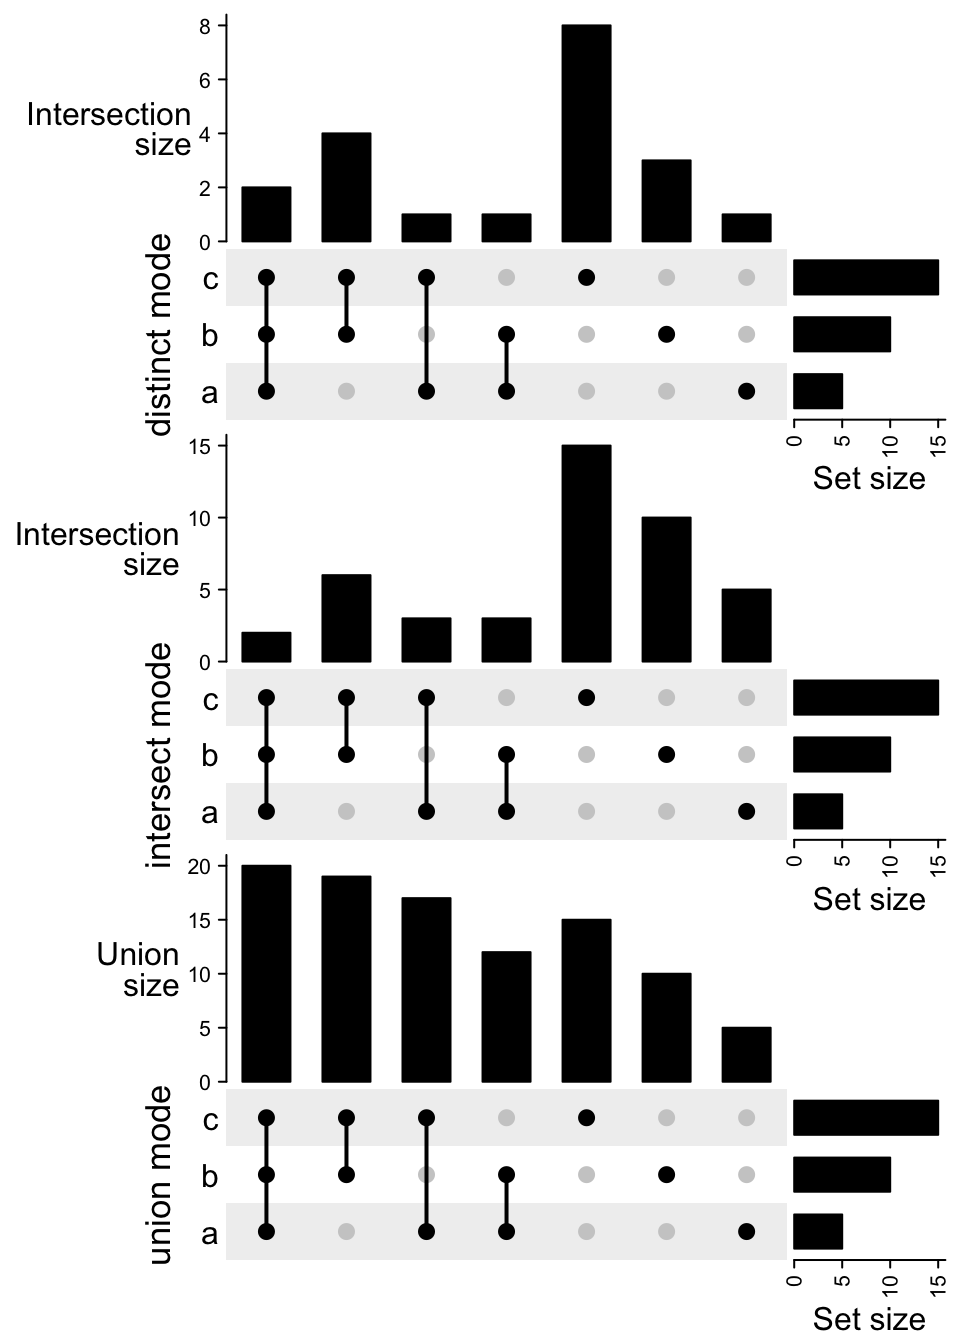 8
6
Intersection
size
4
2
0
distinct mode
c
b
a
0 5 10 15
Set size
15
10
Intersection
size
5
0
intersect mode
c
b
a
0 5 10 15
Set size
20
15
Union
size
10
5
0
union mode
c
b
a
0 5 10 15
Set size